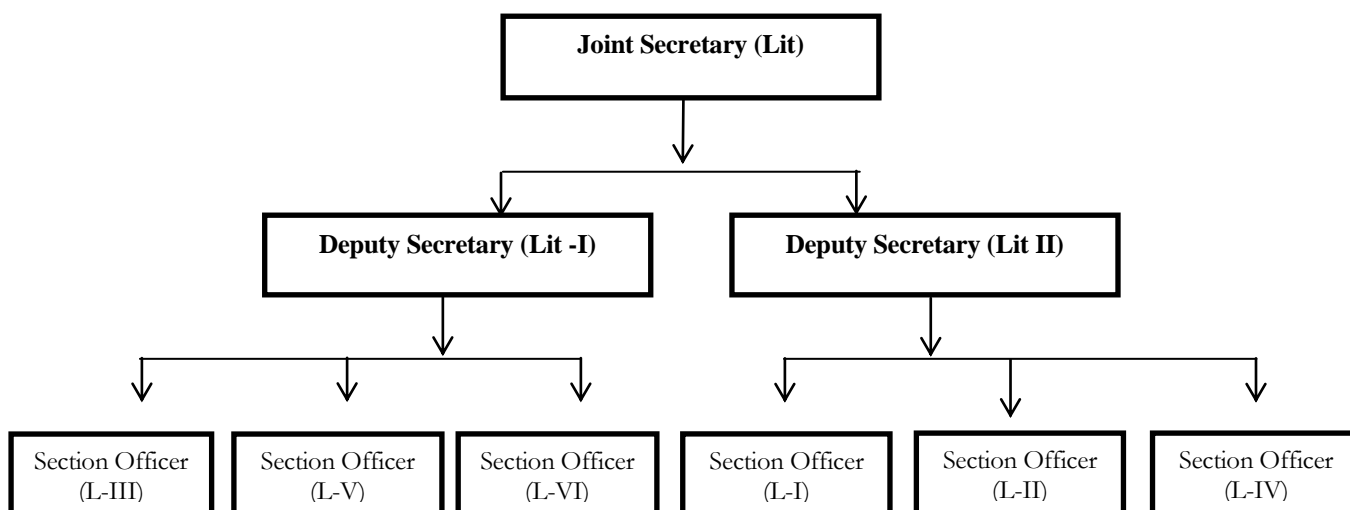 Joint Secretary (Lit)
Deputy Secretary (Lit -I)
Deputy Secretary (Lit II)
Section Officer
(L-III)
Section Officer
(L-V)
Section Officer
(L-VI)
Section Officer
(L-I)
Section Officer
(L-II)
Section Officer
(L-IV)